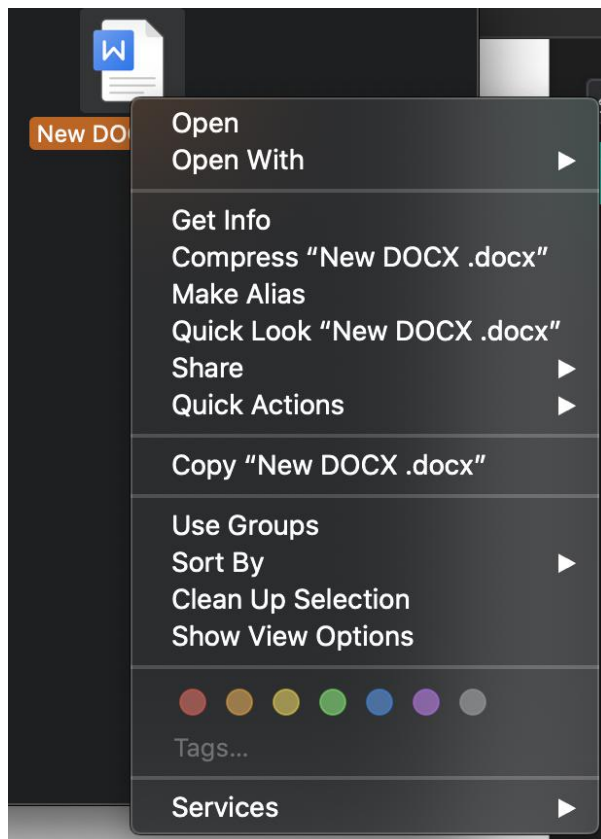 New DO
Open
Open With
Get Info
Compress “New DOCX .docx”
Make Alias
Quick Look “New DOCX .docx”
Share
Quick Actions
Copy “New DOCX .docx”
Use Groups
Sort By
Clean Up Selection
Show View Options
Tags...
Services